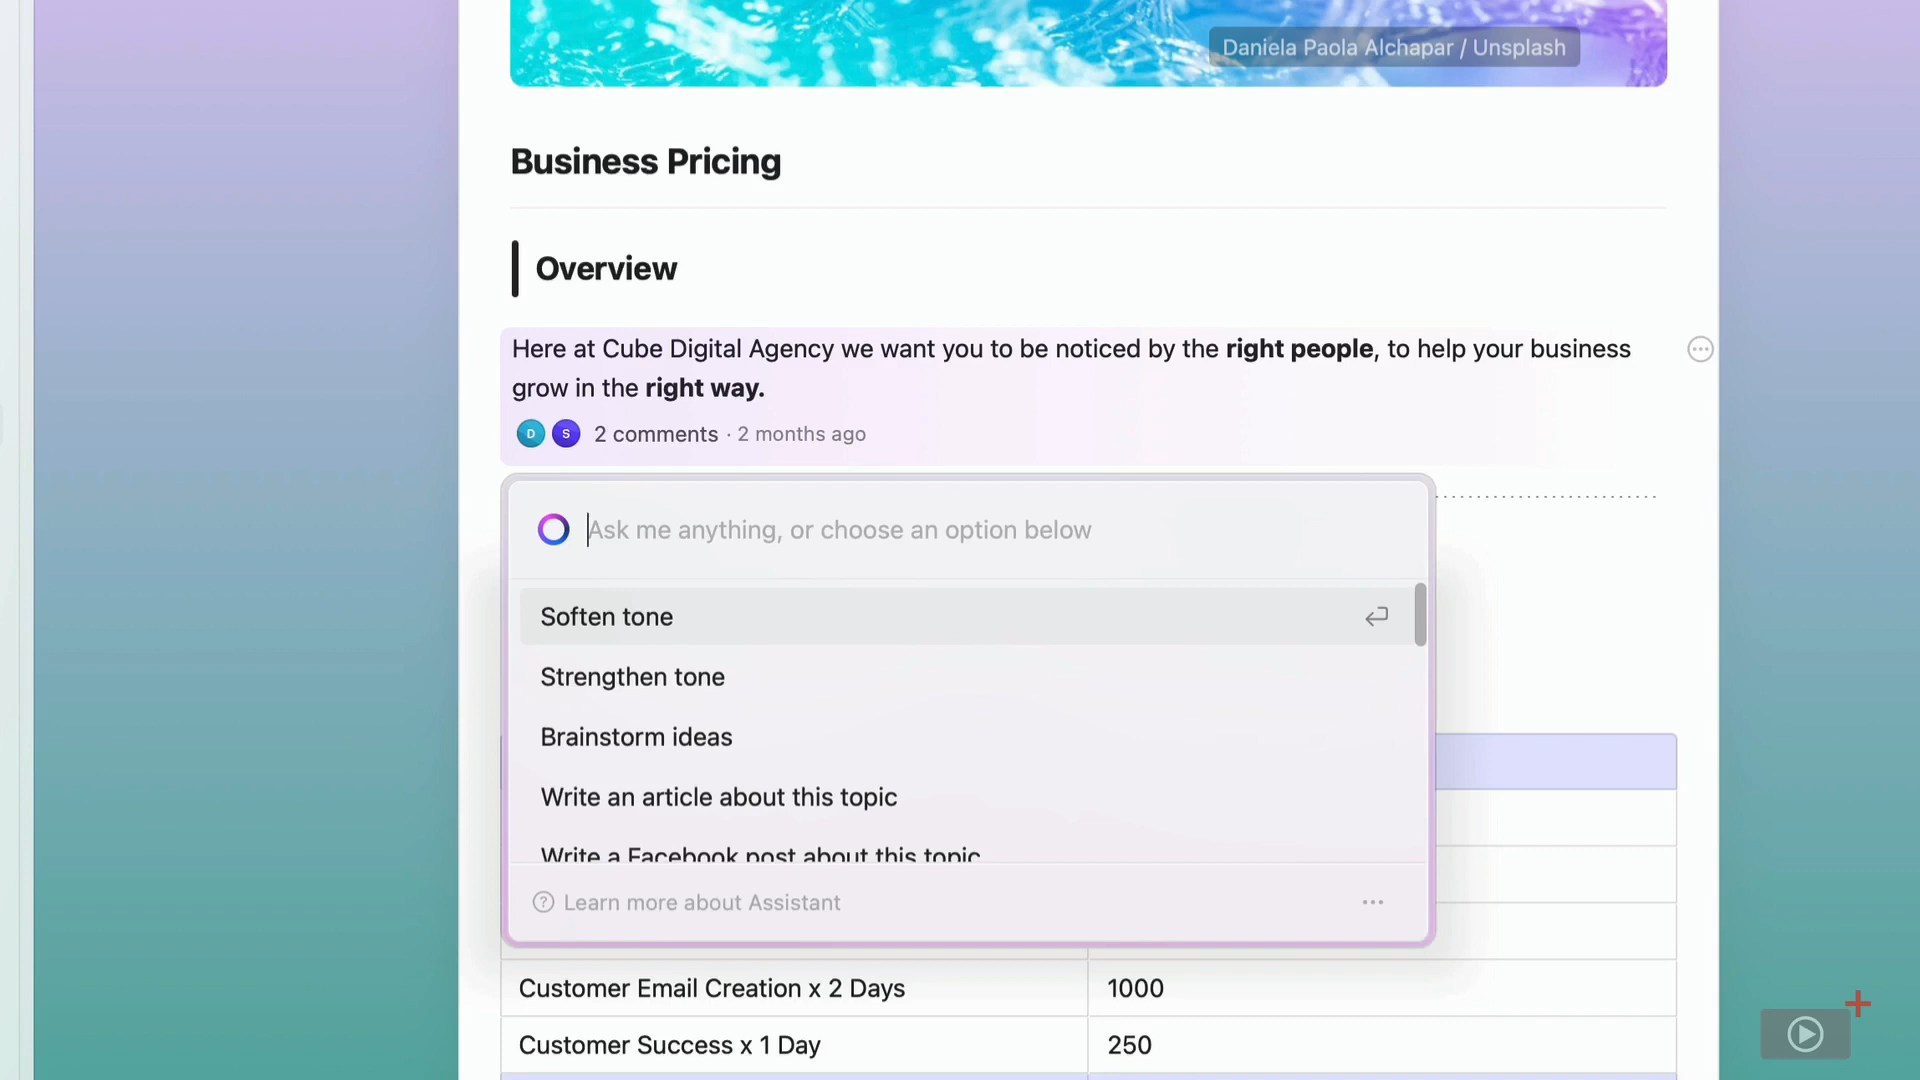 Daniela Paola Alchapar / Unsplash
Business Pricing
Overview
Here at Cube Digital Agency we want you to be noticed by the right people, to help your business
grow in the right way.
D S 2 comments · 2 months ago
Ask me anything, or choose an option below
Soften tone
Strengthen tone
Brainstorm ideas
Write an article about this topic
Write a Facebook post about this topic
? Learn more about Assistant
Customer Email Creation x 2 Days 1000
Customer Success x 1 Day 250